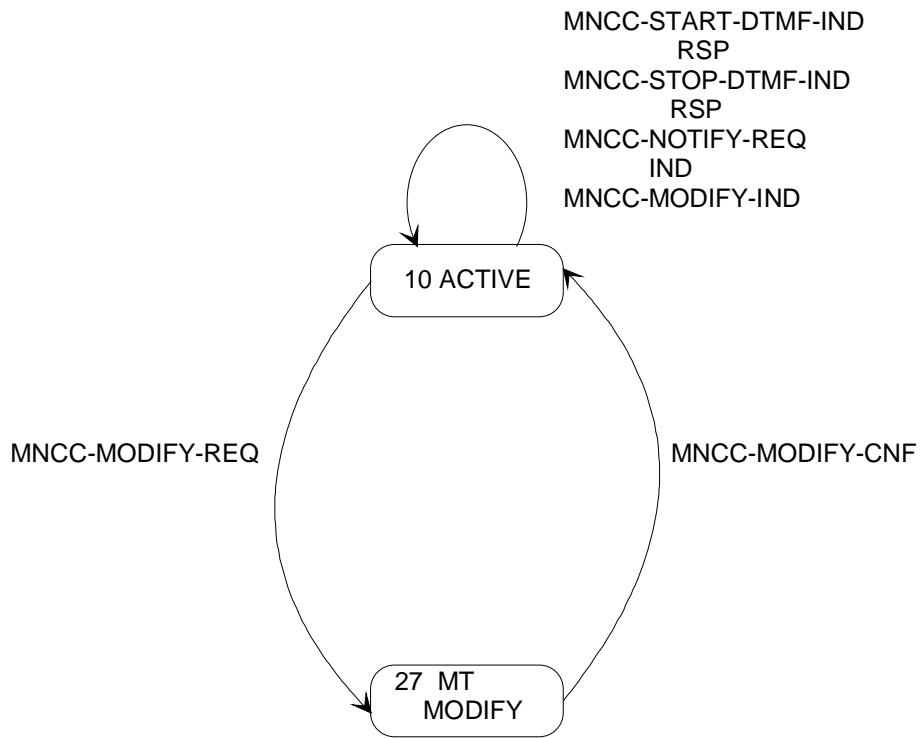 MNCC-START-DTMF-IND
RSP
MNCC-STOP-DTMF-IND
RSP
MNCC-NOTIFY-REQ
IND
MNCC-MODIFY-IND
10 ACTIVE
MNCC-MODIFY-REQ
MNCC-MODIFY-CNF
27 MT
MODIFY